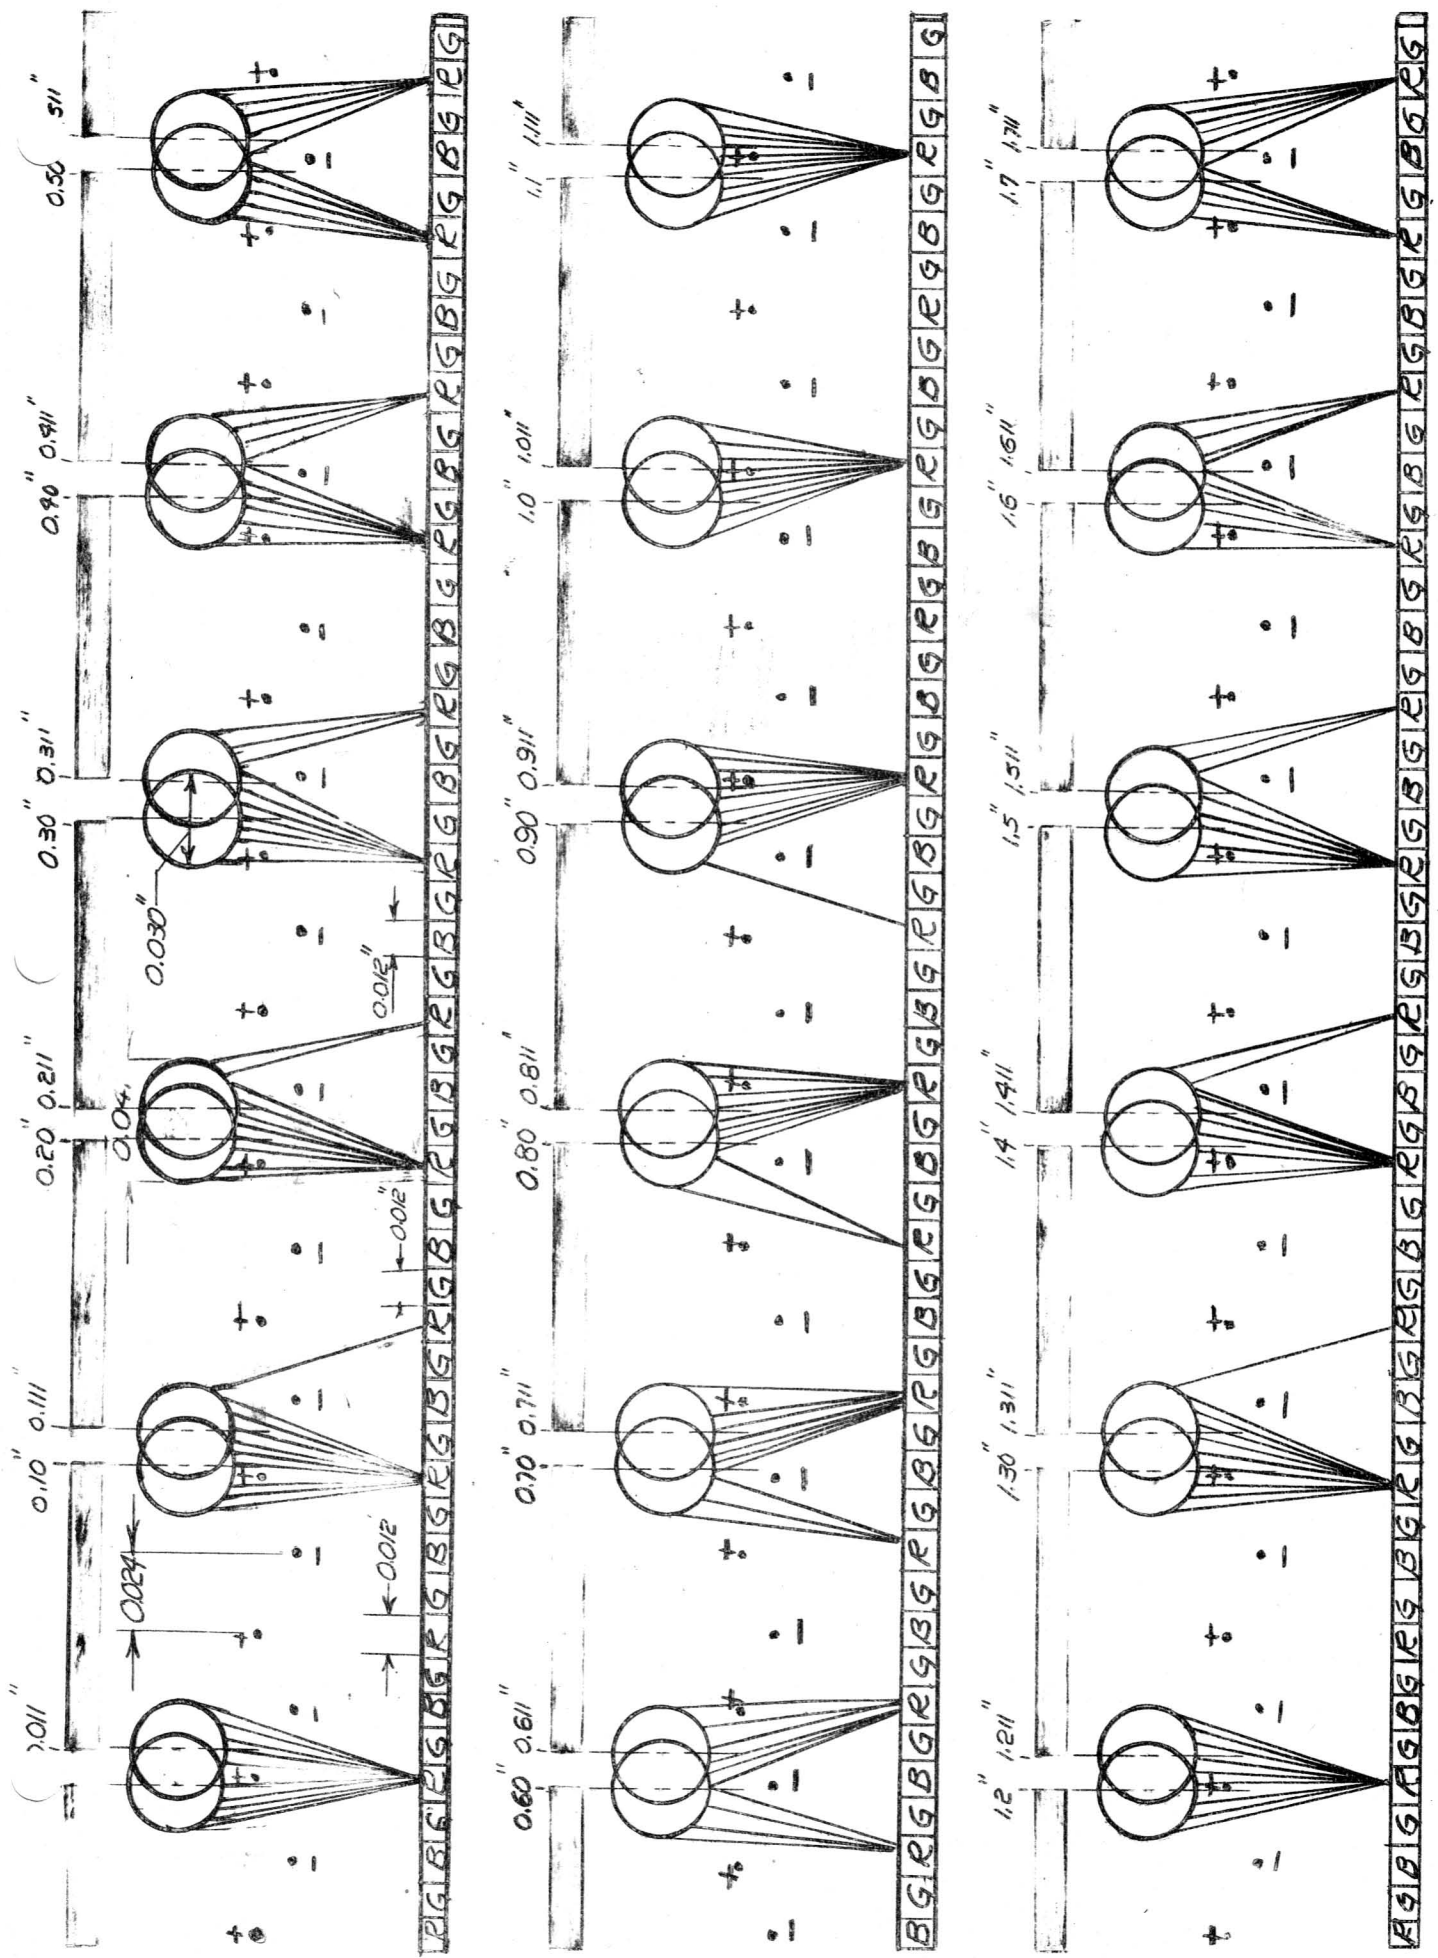 .011" 0.10" 0.111" 0.20" 0.211" 0.30" 0.311" 0.40" 0.411" 0.50 .511"
0.024 0.04 0.030"
+ - + - + - + - + - + - + - + - + - + - + - + - +
0.012 0.012" 0.012"
R G B G R G B G R G B G R G B G R G B G R G B G R G B G R G B G R G B G R G B G R G B G R G B G R G
0.60" 0.611" 0.70" 0.711" 0.80" 0.811" 0.90" 0.911" 1.0" 1.011" 1.1" 1.111"
- + - + - + - + - + - + - + - + - + - + - + - + -
B G R G B G R G B G R G B G R G B G R G B G R G B G R G B G R G B G R G B G R G B G R G B G R G B G
1.2" 1.211" 1.30" 1.311" 1.4" 1.411" 1.5" 1.511" 1.6" 1.611" 1.7" 1.711"
+ - + - + - + - + - + - + - + - + - + - + - + - +
R G B G R G B G R G B G R G B G R G B G R G B G R G B G R G B G R G B G R G B G R G B G R G B G R G